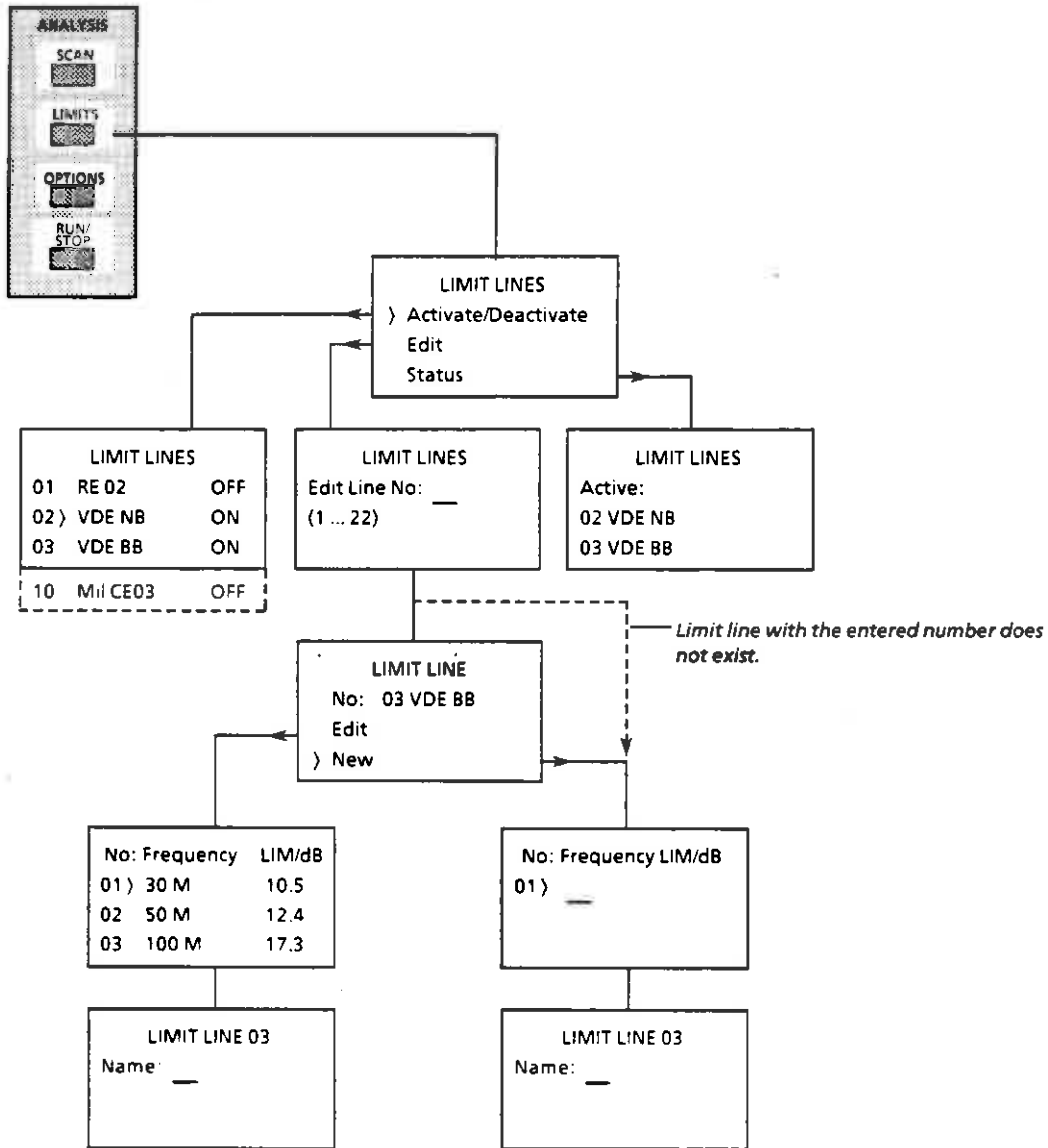 ANALYSIS
SCAN
LIMITS
OPTIONS
RUN/
STOP
LIMIT LINES
) Activate/Deactivate
Edit
Status
LIMIT LINES
01 RE 02 OFF
02 ) VDE NB ON
03 VDE BB ON
10 Mil CE03 OFF
LIMIT LINES
Edit Line No: __
(1 ... 22)
LIMIT LINES
Active:
02 VDE NB
03 VDE BB
Limit line with the entered number does
not exist.
LIMIT LINE
No: 03 VDE BB
Edit
) New
No: Frequency LIM/dB
01 ) 30 M 10.5
02 50 M 12.4
03 100 M 17.3
No: Frequency LIM/dB
01 ) __
LIMIT LINE 03
Name: __
LIMIT LINE 03
Name: __